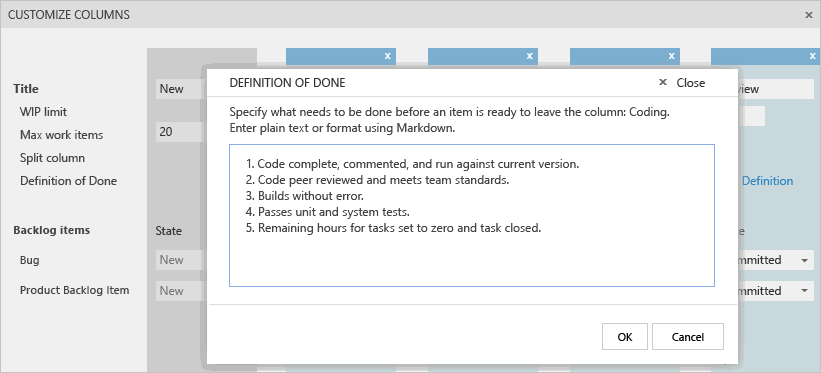 CUSTOMIZE COLUMNS ×
x x x x
DEFINITION OF DONE × Close
Title New view
WIP limit
Max work items 20
Split column
Definition of Done Definition
Specify what needs to be done before an item is ready to leave the column: Coding.
Enter plain text or format using Markdown.
1. Code complete, commented, and run against current version.
2. Code peer reviewed and meets team standards.
3. Builds without error.
4. Passes unit and system tests.
5. Remaining hours for tasks set to zero and task closed.
Backlog items State e
Bug New mmitted
Product Backlog Item New mmitted
OK Cancel